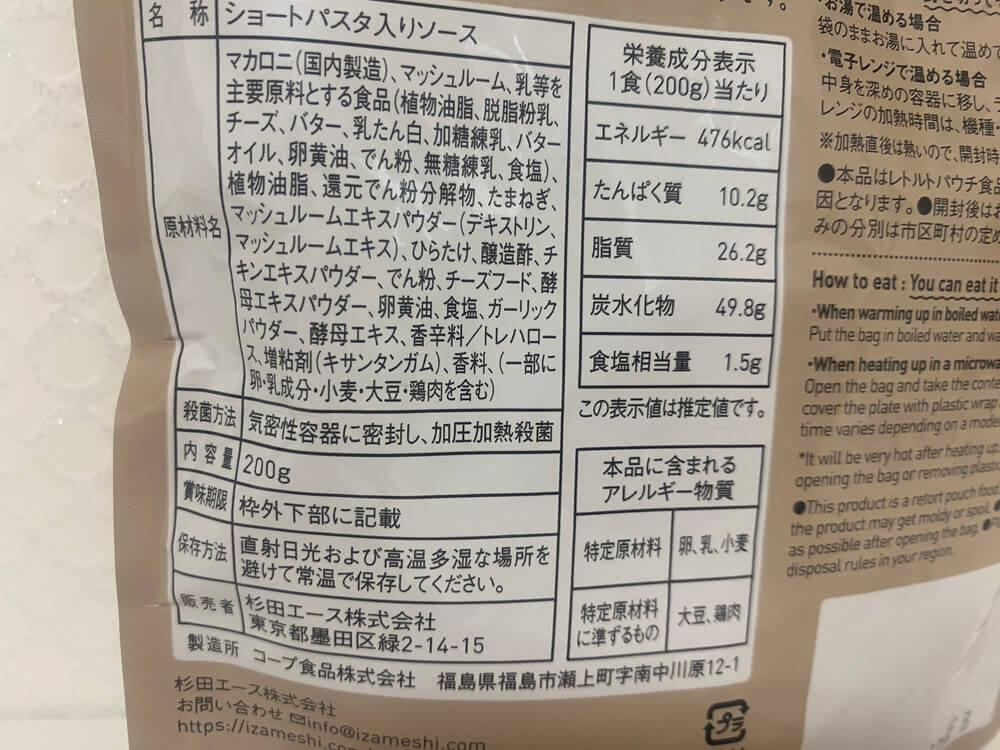 名 称 ショートパスタ入りソース
原材料名
マカロニ(国内製造)、マッシュルーム、乳等を
主要原料とする食品(植物油脂、脱脂粉乳、
チーズ、バター、乳たん白、加糖練乳、バター
オイル、卵黄油、でん粉、無糖練乳、食塩)、
植物油脂、還元でん粉分解物、たまねぎ、
マッシュルームエキスパウダー(デキストリン、
マッシュルームエキス)、ひらたけ、醸造酢、チ
キンエキスパウダー、でん粉、チーズフード、酵
母エキスパウダー、卵黄油、食塩、ガーリック
パウダー、酵母エキス、香辛料／トレハロー
ス、増粘剤(キサンタンガム)、香料、(一部に
卵・乳成分・小麦・大豆・鶏肉を含む)
殺菌方法 気密性容器に密封し、加圧加熱殺菌
内 容 量 200g
賞味期限 枠外下部に記載
保存方法 直射日光および高温多湿な場所を
避けて常温で保存してください。
販 売 者 杉田エース株式会社
東京都墨田区緑2-14-15
製造所 コープ食品株式会社 福島県福島市瀬上町字南中川原12-1
杉田エース株式会社
お問い合わせ info@izameshi.com
https://izameshi.com
栄養成分表示
1食(200g)当たり
エネルギー 476kcal
たんぱく質 10.2g
脂質 26.2g
炭水化物 49.8g
食塩相当量 1.5g
この表示値は推定値です。
本品に含まれる
アレルギー物質
特定原材料 卵、乳、小麦
特定原材料
に準ずるもの 大豆、鶏肉
プラ
・お湯で温める場合
袋のままお湯に入れて温めて
・電子レンジで温める場合
中身を深めの容器に移し、
レンジの加熱時間は、機種・
※加熱直後は熱いので、開封時
●本品はレトルトパウチ食品
因となります。●開封後はお
みの分別は市区町村の定め
How to eat : You can eat it
・When warming up in boiled water
Put the bag in boiled water and wa
・When heating up in a microwa
Open the bag and take the conte
cover the plate with plastic wrap
time varies depending on a mode
*It will be very hot after heating up.
opening the bag or removing plastic
●This product is a retort pouch food.
the product may get moldy or spoil.
as possible after opening the bag.
disposal rules in your region.